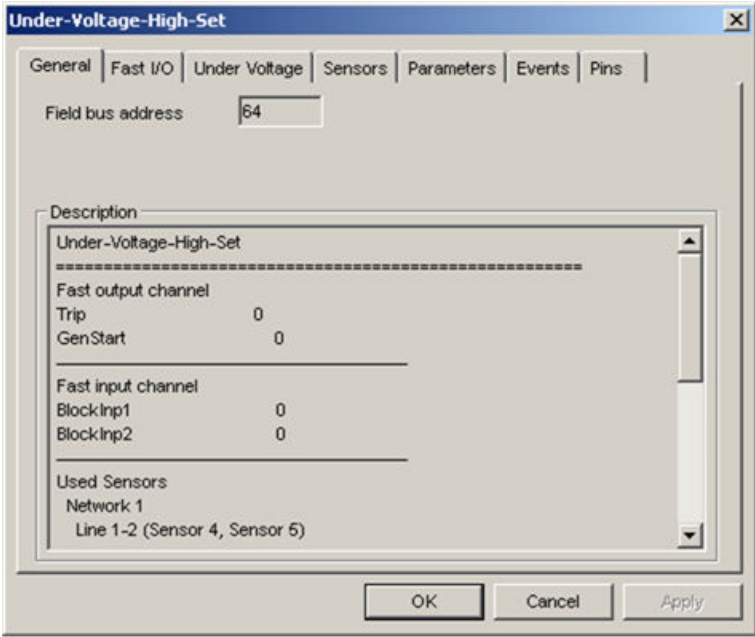 Under-Voltage-High-Set
General Fast I/O Under Voltage Sensors Parameters Events Pins
Field bus address 64
Description
Under-Voltage-High-Set
=======================================================
Fast output channel
Trip 0
GenStart 0
Fast input channel
BlockInp1 0
BlockInp2 0
Used Sensors
Network 1
Line 1-2 (Sensor 4, Sensor 5)
OK Cancel Apply